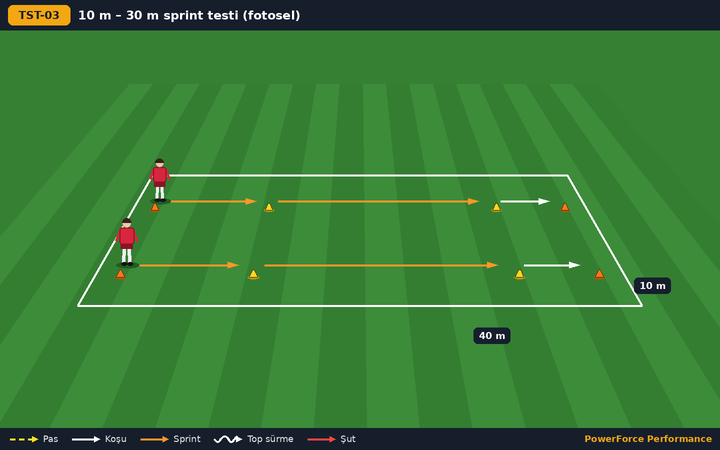 TST-03 10 m – 30 m sprint testi (fotosel)
10 m
40 m
Pas Koşu Sprint Top sürme Şut PowerForce Performance